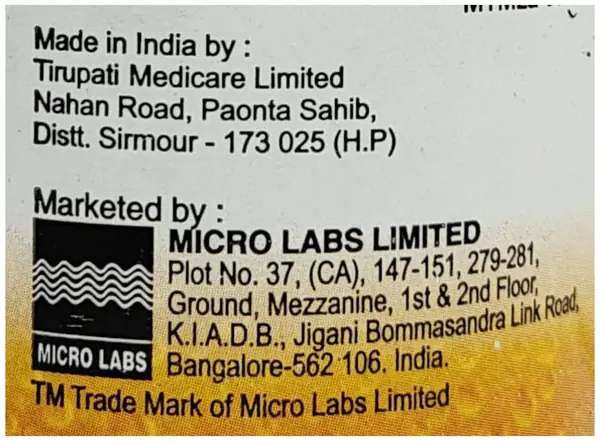 Made in India by :
Tirupati Medicare Limited
Nahan Road, Paonta Sahib,
Distt. Sirmour - 173 025 (H.P)
Marketed by :
MICRO LABS LIMITED
Plot No. 37, (CA), 147-151, 279-281,
Ground, Mezzanine, 1st & 2nd Floor,
K.I.A.D.B., Jigani Bommasandra Link Road,
Bangalore-562 106. India.
MICRO LABS
TM Trade Mark of Micro Labs Limited